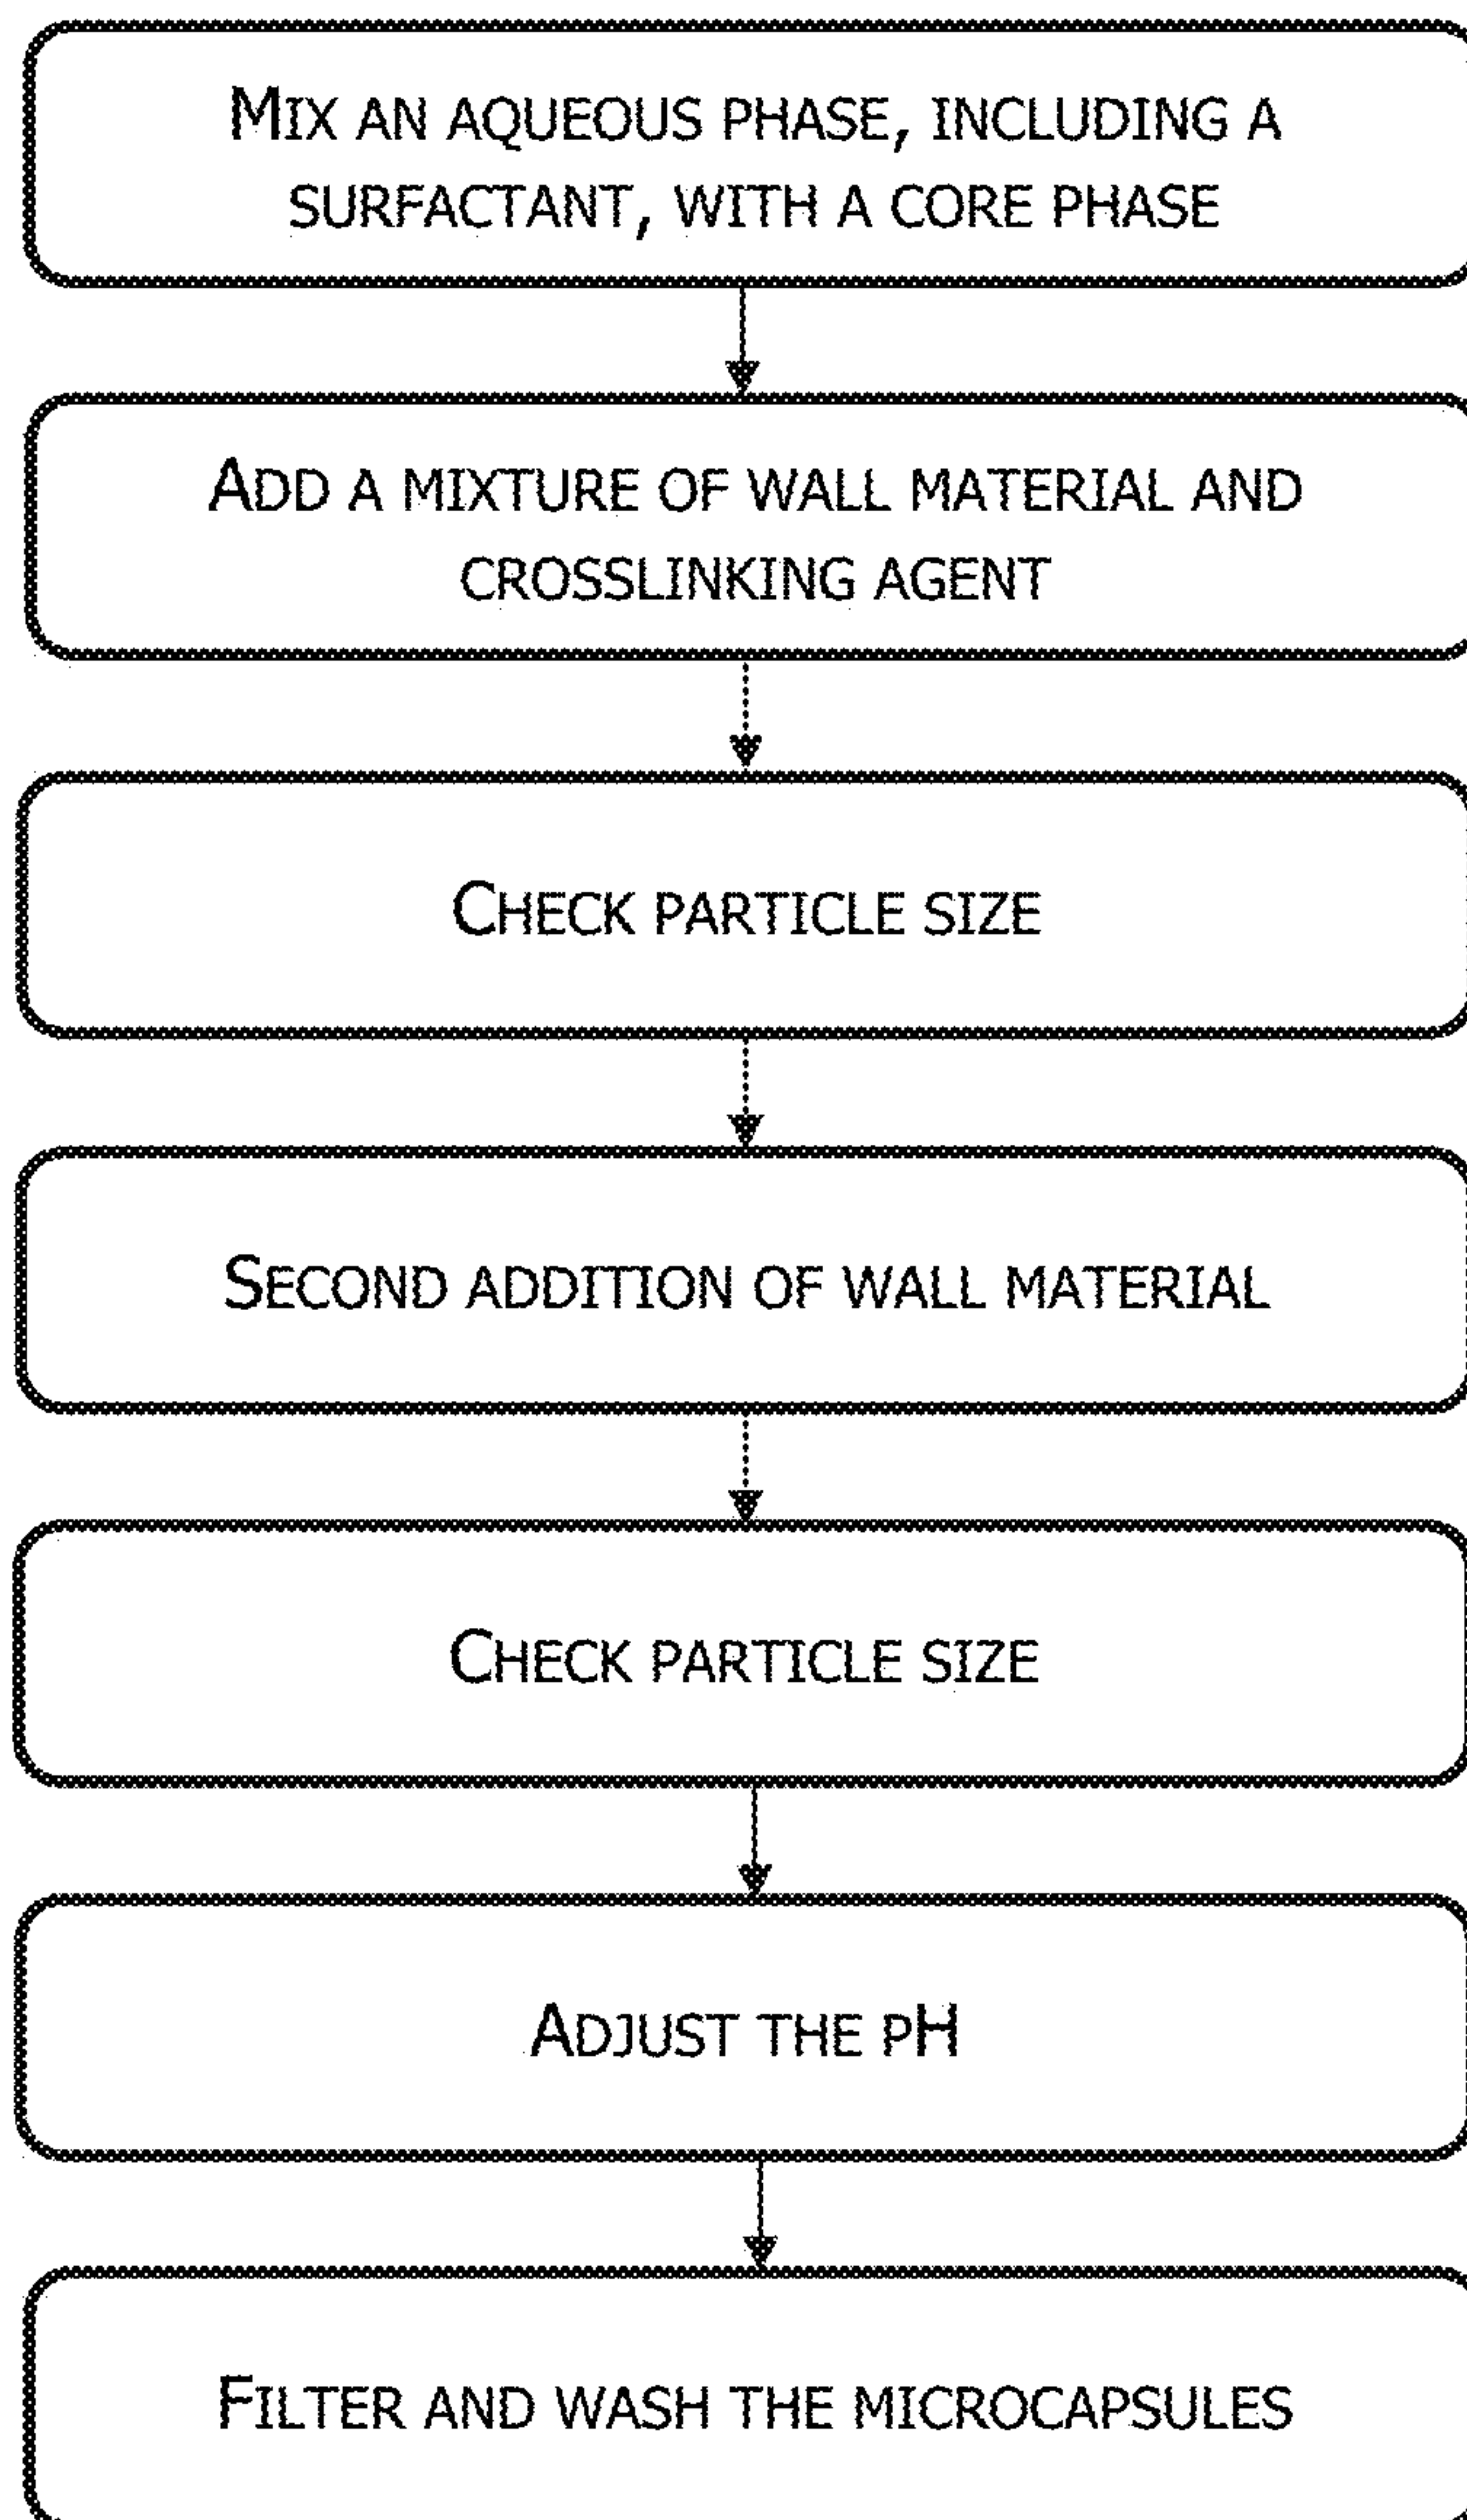 MIX AN AQUEOUS PHASE, INCLUDING A
SURFACTANT, WITH A CORE PHASE
ADD A MIXTURE OF WALL MATERIAL AND
CROSSLINKING AGENT
CHECK PARTICLE SIZE
SECOND ADDITION OF WALL MATERIAL
CHECK PARTICLE SIZE
ADJUST THE PH
FILTER AND WASH THE MICROCAPSULES